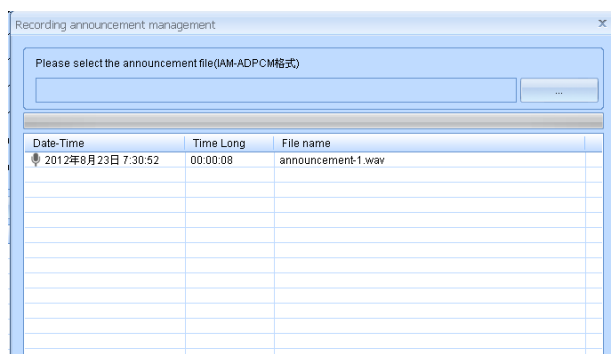 Recording announcement management x
Please select the announcement file(IAM-ADPCM格式)
...
Date-Time Time Long File name
2012年8月23日 7:30:52 00:00:08 announcement-1.wav